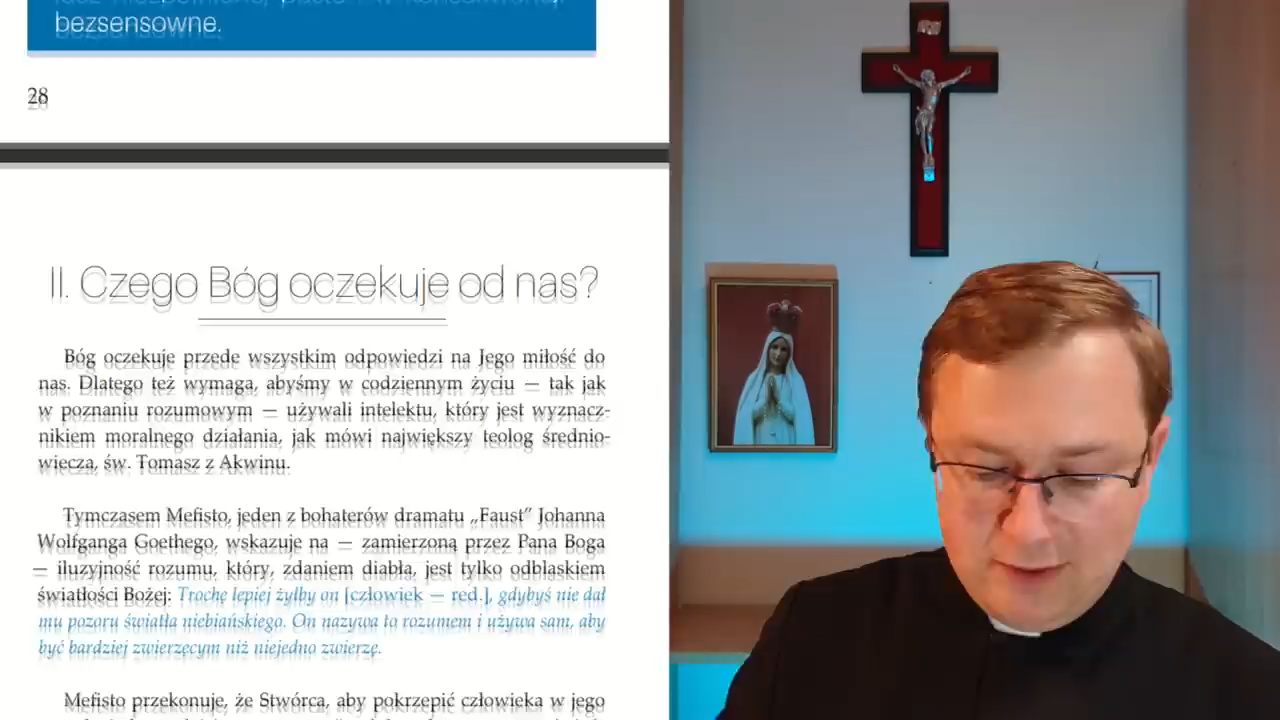 bezsensowne.
28
II. Czego Bóg oczekuje od nas?
Bóg oczekuje przede wszystkim odpowiedzi na Jego miłość do
nas. Dlatego też wymaga, abyśmy w codziennym życiu — tak jak
w poznaniu rozumowym — używali intelektu, który jest wyznacz-
nikiem moralnego działania, jak mówi największy teolog średnio-
wiecza, św. Tomasz z Akwinu.
Tymczasem Mefisto, jeden z bohaterów dramatu „Faust” Johanna
Wolfganga Goethego, wskazuje na — zamierzoną przez Pana Boga
— iluzyjność rozumu, który, zdaniem diabła, jest tylko odblaskiem
światłości Bożej: Trochę lepiej żyłby on [człowiek — red.], gdybyś nie dał
mu pozoru światła niebiańskiego. On nazywa to rozumem i używa sam, aby
być bardziej zwierzęcym niż niejedno zwierzę.
Mefisto przekonuje, że Stwórca, aby pokrzepić człowieka w jego